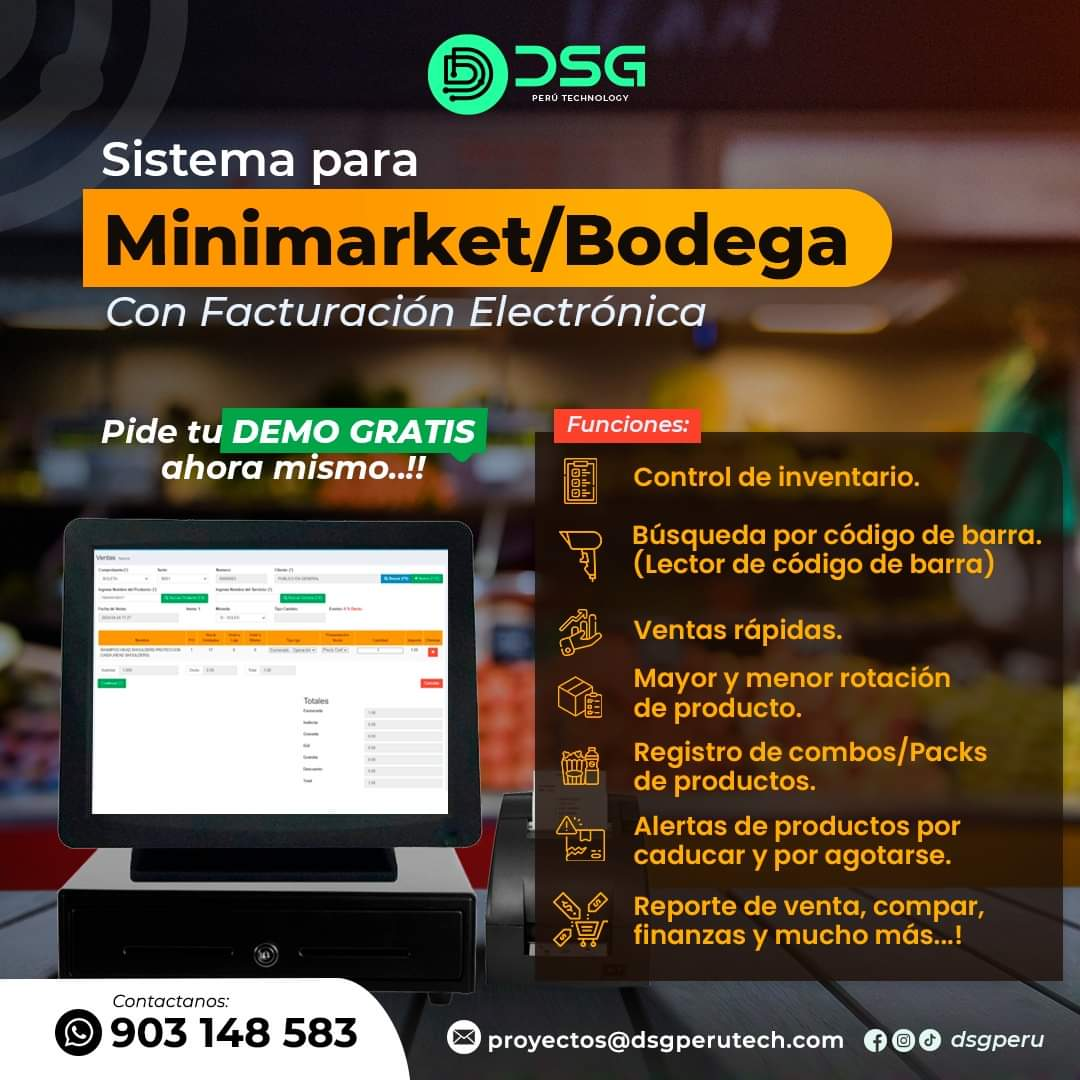 DSG
PERÚ TECHNOLOGY
Sistema para
Minimarket/Bodega
Con Facturación Electrónica
Pide tu DEMO GRATIS
ahora mismo..!!
Funciones:
Control de inventario.
Búsqueda por código de barra.
(Lector de código de barra)
Ventas rápidas.
Mayor y menor rotación
de producto.
Registro de combos/Packs
de productos.
Alertas de productos por
caducar y por agotarse.
Reporte de venta, compar,
finanzas y mucho más...!
Ventas
Totales
Contactanos:
903 148 583
proyectos@dsgperutech.com
dsgperu